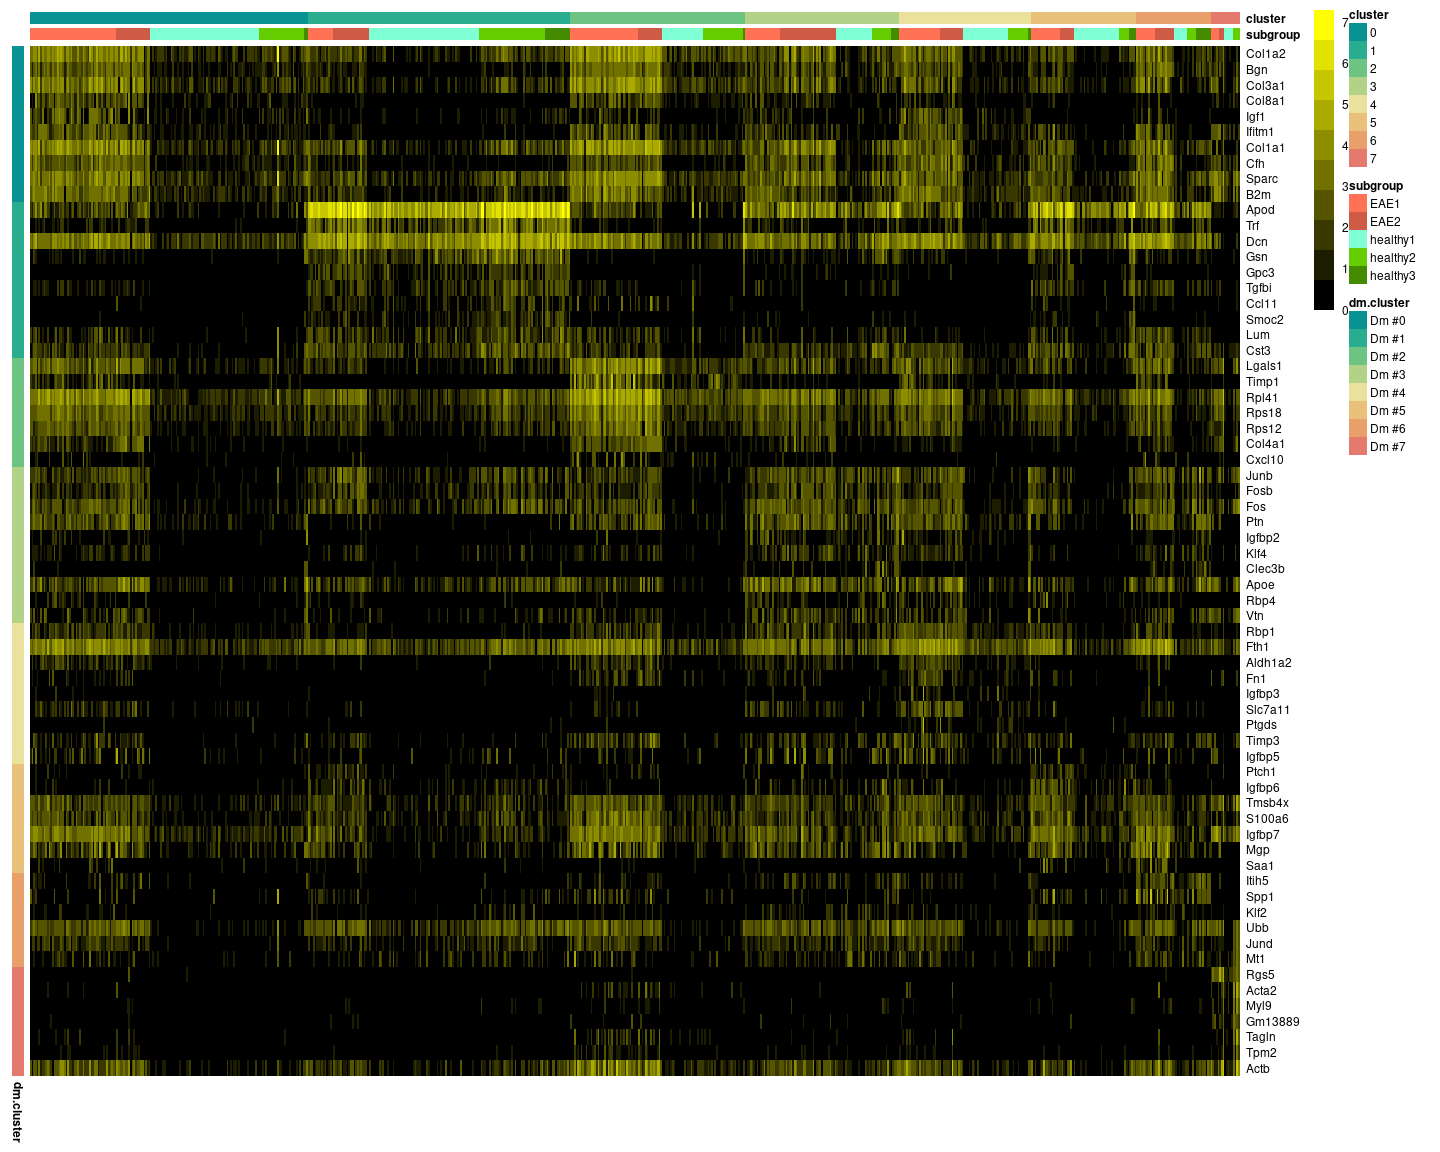 cluster
subgroup
Col1a2
Bgn
Col3a1
Col8a1
Igf1
Ifitm1
Col1a1
Cfh
Sparc
B2m
Apod
Trf
Dcn
Gsn
Gpc3
Tgfbi
Ccl11
Smoc2
Lum
Cst3
Lgals1
Timp1
Rpl41
Rps18
Rps12
Col4a1
Cxcl10
Junb
Fosb
Fos
Ptn
Igfbp2
Klf4
Clec3b
Apoe
Rbp4
Vtn
Rbp1
Fth1
Aldh1a2
Fn1
Igfbp3
Slc7a11
Ptgds
Timp3
Igfbp5
Ptch1
Igfbp6
Tmsb4x
S100a6
Igfbp7
Mgp
Saa1
Itih5
Spp1
Klf2
Ubb
Jund
Mt1
Rgs5
Acta2
Myl9
Gm13889
Tagln
Tpm2
Actb
dm.cluster
7
6
5
4
3
2
1
0
cluster
0
1
2
3
4
5
6
7
subgroup
EAE1
EAE2
healthy1
healthy2
healthy3
dm.cluster
Dm #0
Dm #1
Dm #2
Dm #3
Dm #4
Dm #5
Dm #6
Dm #7